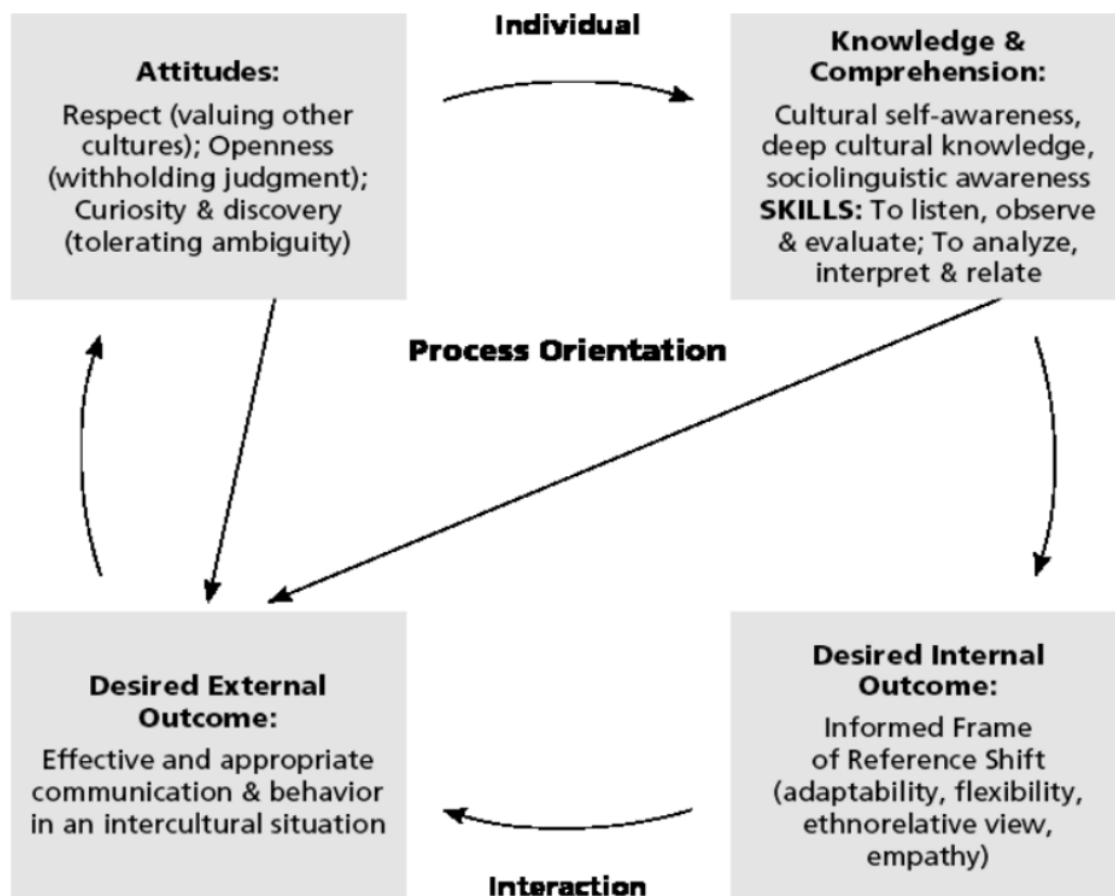 Individual
Attitudes:
Respect (valuing other
cultures); Openness
(withholding judgment);
Curiosity & discovery
(tolerating ambiguity)
Knowledge &
Comprehension:
Cultural self-awareness,
deep cultural knowledge,
sociolinguistic awareness
SKILLS: To listen, observe
& evaluate; To analyze,
interpret & relate
Process Orientation
Desired External
Outcome:
Effective and appropriate
communication & behavior
in an intercultural situation
Desired Internal
Outcome:
Informed Frame
of Reference Shift
(adaptability, flexibility,
ethnorelative view,
empathy)
Interaction